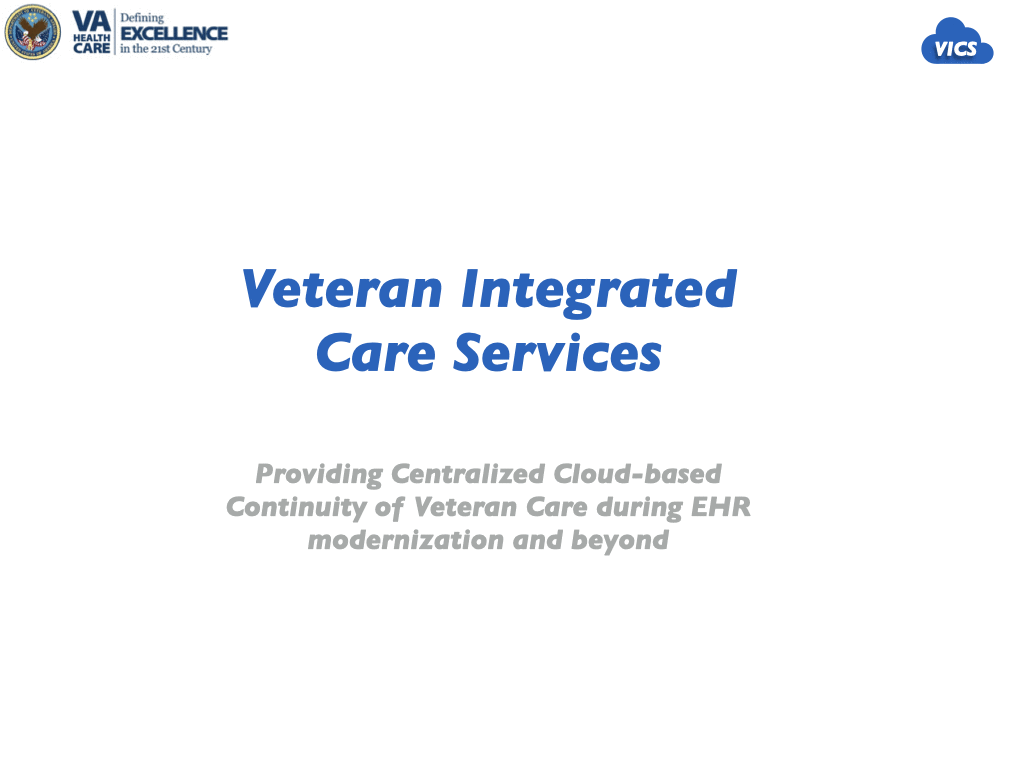 VA
HEALTH
CARE
Defining
EXCELLENCE
in the 21st Century
VICS
Veteran Integrated
Care Services
Providing Centralized Cloud-based
Continuity of Veteran Care during EHR
modernization and beyond